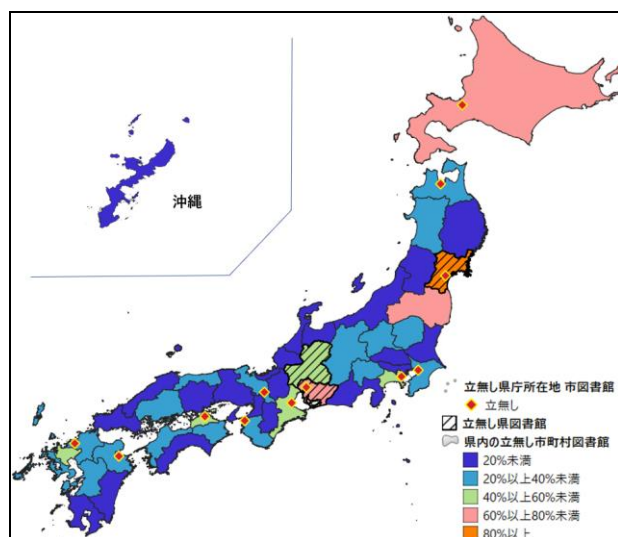 沖縄
立無し県庁所在地 市図書館
立無し
立無し県図書館
県内の立無し市町村図書館
20%未満
20%以上40%未満
40%以上60%未満
60%以上80%未満
80%以上